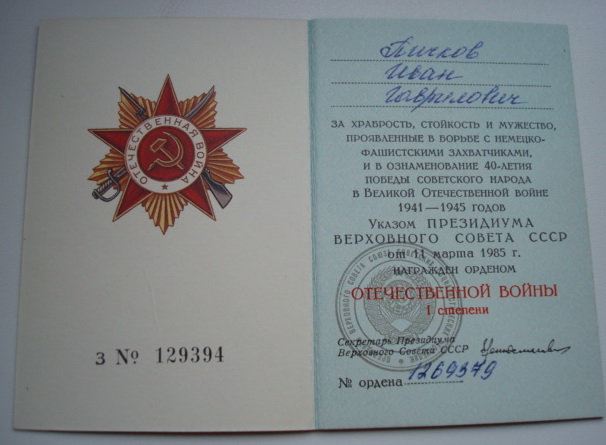 ОТЕЧЕСТВЕННАЯ ВОЙНА
З № 129394
Пичков
Иван
Гаврилович
ЗА ХРАБРОСТЬ, СТОЙКОСТЬ И МУЖЕСТВО,
ПРОЯВЛЕННЫЕ В БОРЬБЕ С НЕМЕЦКО-
ФАШИСТСКИМИ ЗАХВАТЧИКАМИ,
И В ОЗНАМЕНОВАНИЕ 40-ЛЕТИЯ
ПОБЕДЫ СОВЕТСКОГО НАРОДА
В ВЕЛИКОЙ ОТЕЧЕСТВЕННОЙ ВОЙНЕ
1941—1945 ГОДОВ
УКАЗОМ ПРЕЗИДИУМА
ВЕРХОВНОГО СОВЕТА СССР
от 11 марта 1985 г.
НАГРАЖДЕН ОРДЕНОМ
ОТЕЧЕСТВЕННОЙ ВОЙНЫ
I степени
Секретарь Президиума
Верховного Совета СССР
№ ордена 1269379